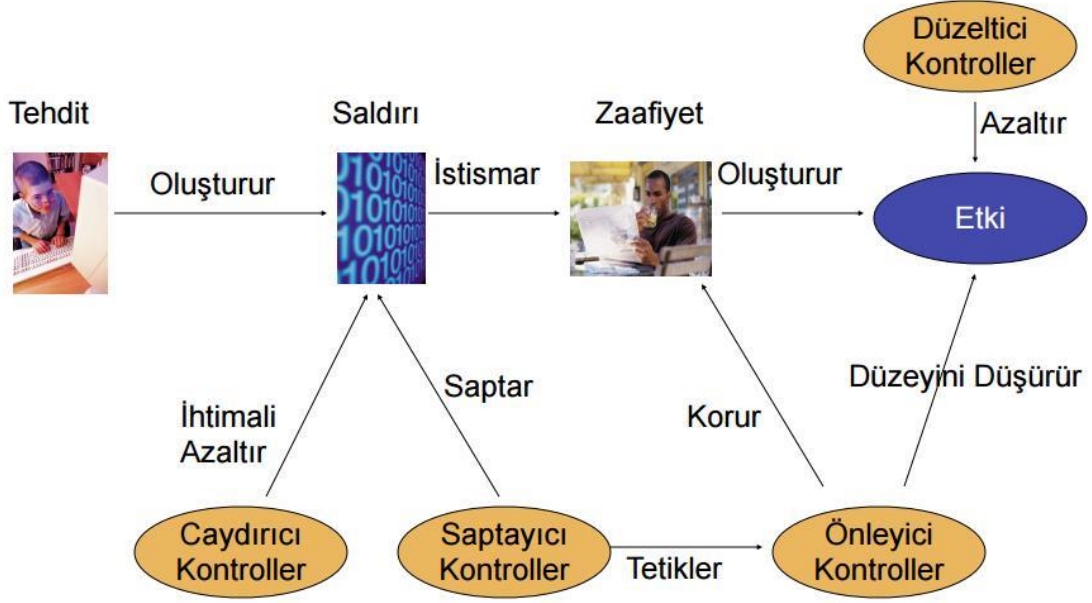 Düzeltici
Kontroller
Tehdit
Saldırı
Zaafiyet
Azaltır
Oluşturur
İstismar
Oluşturur
Etki
Saptar
Düzeyini Düşürür
İhtimali
Azaltır
Korur
Caydırıcı
Kontroller
Saptayıcı
Kontroller
Tetikler
Önleyici
Kontroller